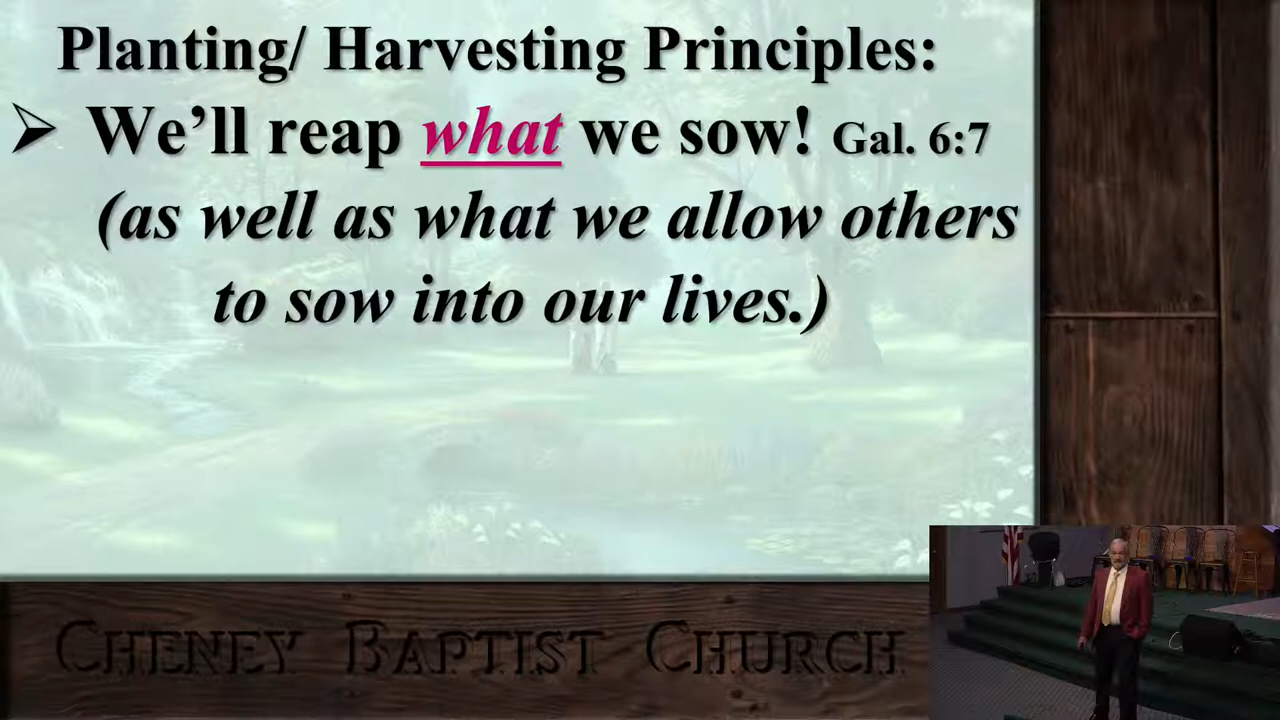 Planting/ Harvesting Principles:
➢ We’ll reap what we sow! Gal. 6:7
(as well as what we allow others
to sow into our lives.)
Cheney Baptist Church